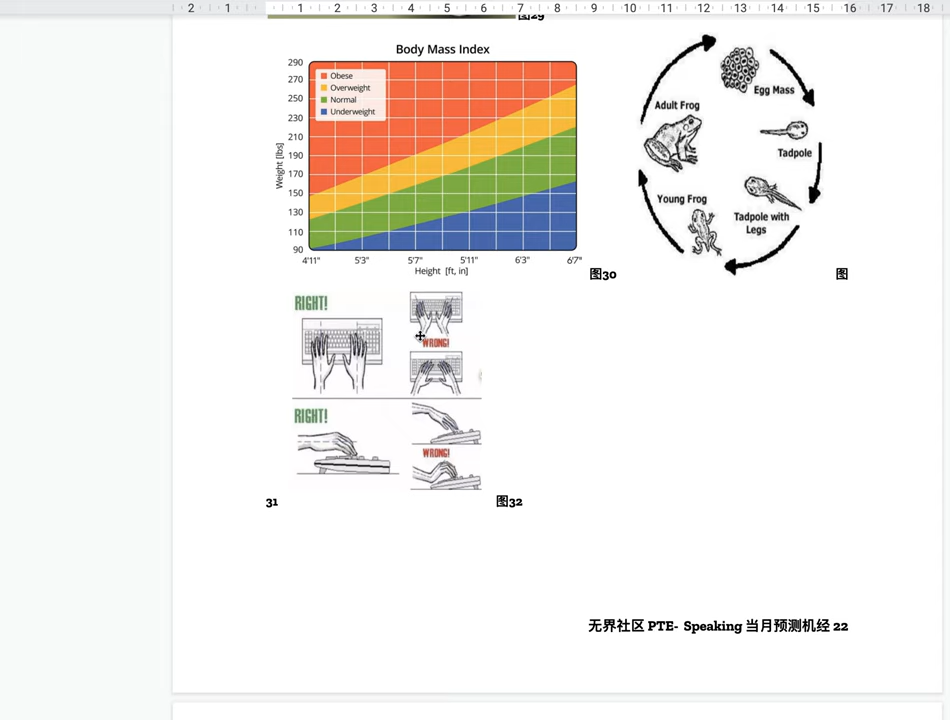 2 1 1 2 3 4 5 6 7 8 9 10 11 12 13 14 15 16 17 18
图29
Body Mass Index
Obese
Overweight
Normal
Underweight
290
270
250
230
210
190
170
150
130
110
90
Weight [lbs]
4'11" 5'3" 5'7" 5'11" 6'3" 6'7"
Height [ft, in]
图30
Egg Mass
Adult Frog
Tadpole
Young Frog
Tadpole with
Legs
图
RIGHT!
WRONG!
RIGHT!
WRONG!
31
图32
无界社区 PTE- Speaking 当月预测机经 22